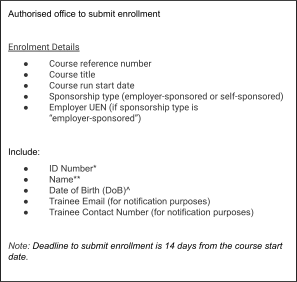 Authorised office to submit enrollment
Enrolment Details
● Course reference number
● Course title
● Course run start date
● Sponsorship type (employer-sponsored or self-sponsored)
● Employer UEN (if sponsorship type is
“employer-sponsored”)
Include:
● ID Number*
● Name**
● Date of Birth (DoB)^
● Trainee Email (for notification purposes)
● Trainee Contact Number (for notification purposes)
Note: Deadline to submit enrollment is 14 days from the course start
date.